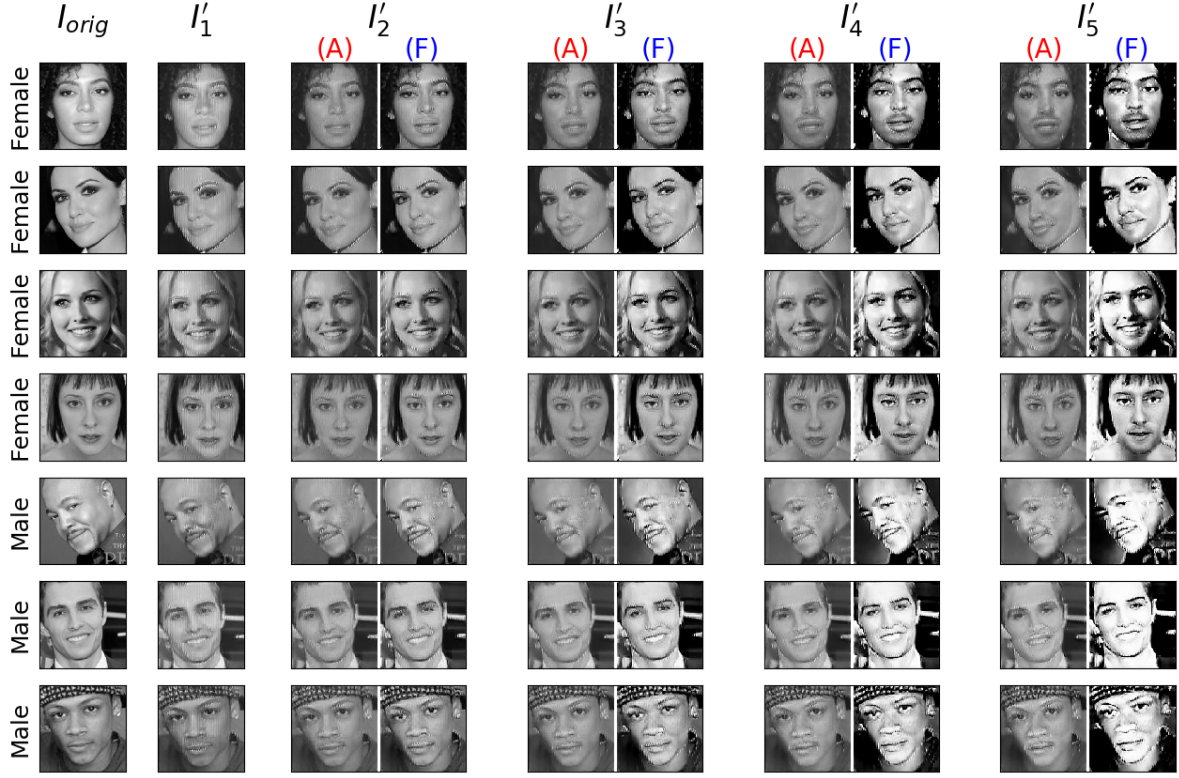 I_orig I′_1 I′_2 I′_3 I′_4 I′_5
(A) (F) (A) (F) (A) (F) (A) (F)
Female
Female
Female
Female
Male
Male
Male